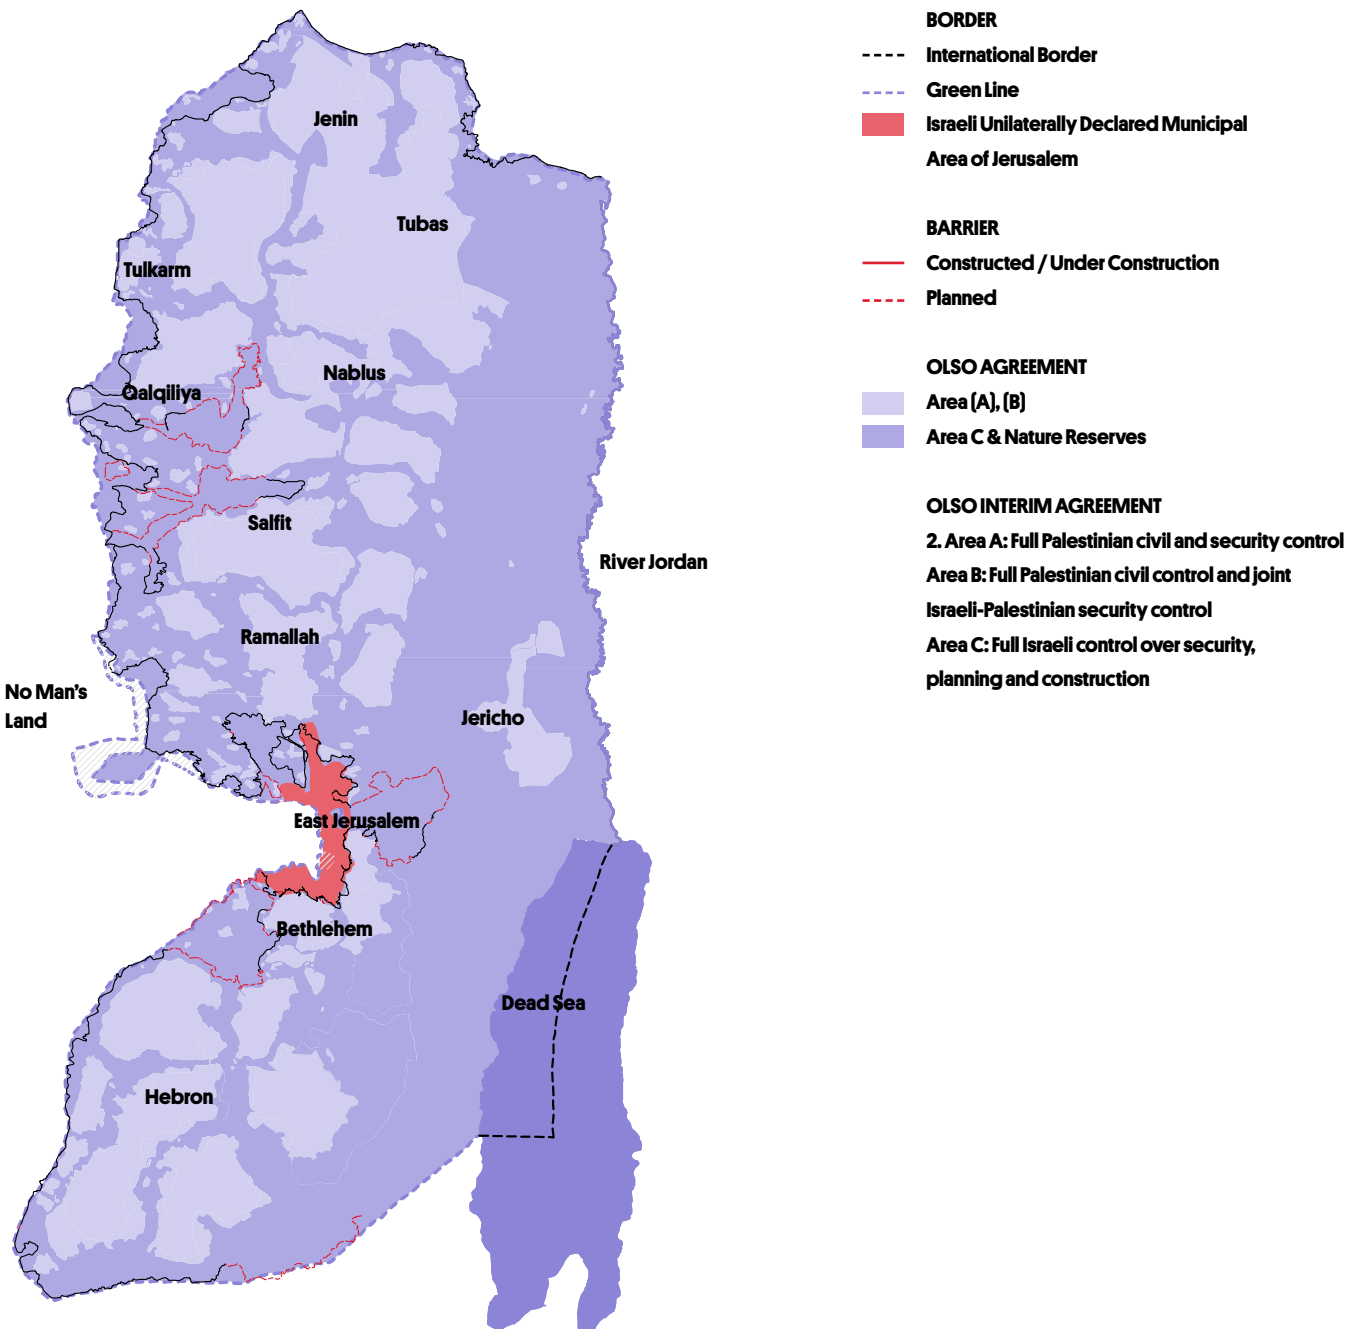 Jenin
Tubas
Tulkarm
Nablus
Qalqiliya
Salfit
River Jordan
Ramallah
No Man's
Land
Jericho
East Jerusalem
Bethlehem
Dead Sea
Hebron
BORDER
International Border
Green Line
Israeli Unilaterally Declared Municipal
Area of Jerusalem
BARRIER
Constructed / Under Construction
Planned
OLSO AGREEMENT
Area (A), (B)
Area C & Nature Reserves
OLSO INTERIM AGREEMENT
2. Area A: Full Palestinian civil and security control
Area B: Full Palestinian civil control and joint
Israeli-Palestinian security control
Area C: Full Israeli control over security,
planning and construction